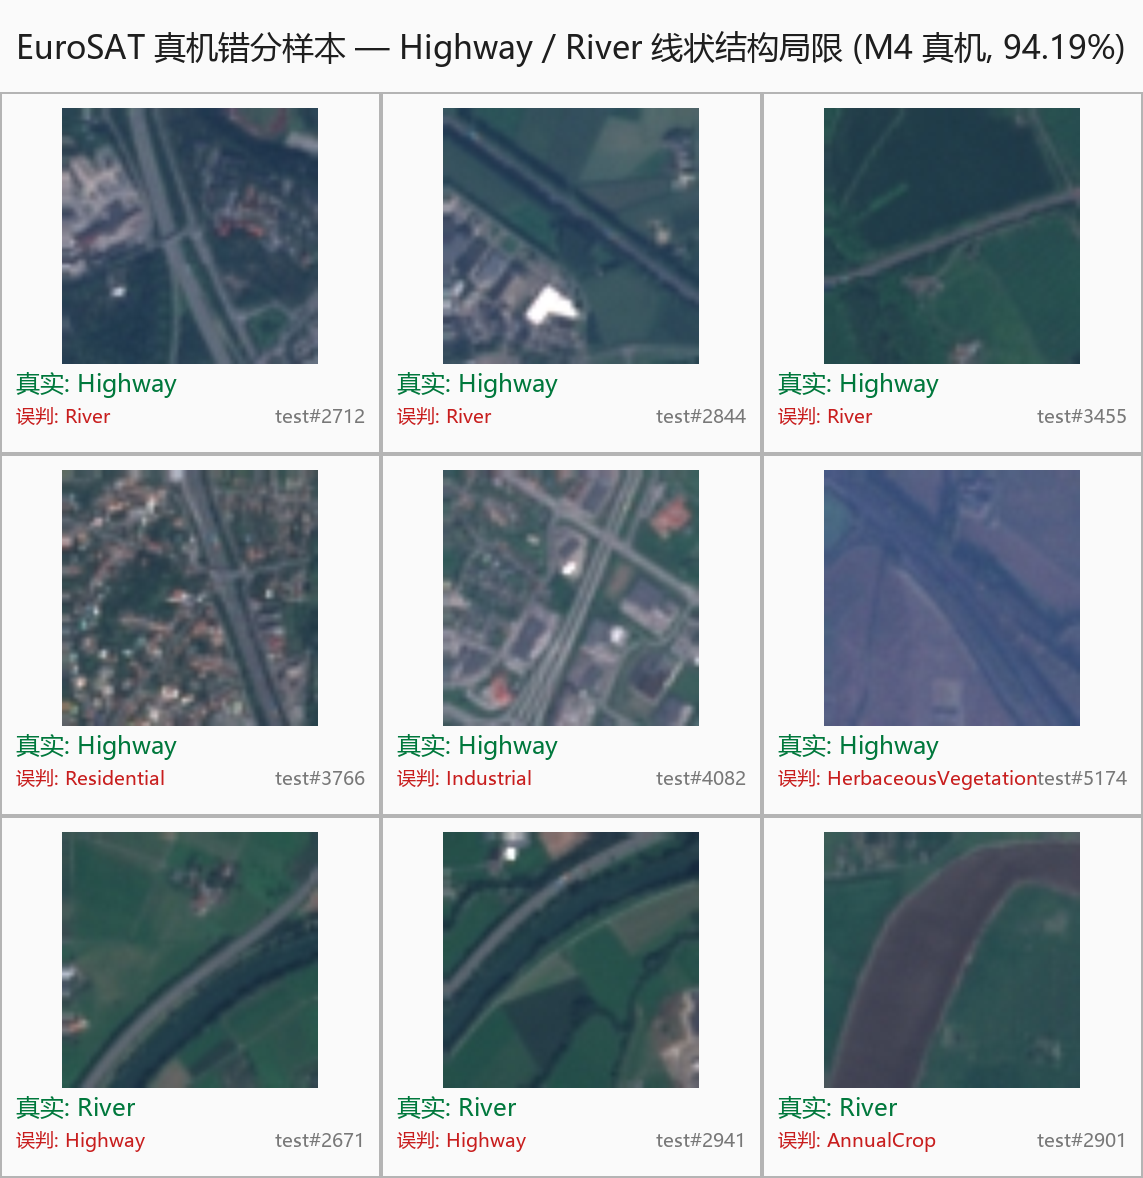 EuroSAT 真机错分样本 — Highway / River 线状结构局限 (M4 真机, 94.19%)
真实: Highway
误判: River test#2712
真实: Highway
误判: River test#2844
真实: Highway
误判: River test#3455
真实: Highway
误判: Residential test#3766
真实: Highway
误判: Industrial test#4082
真实: Highway
误判: HerbaceousVegetation test#5174
真实: River
误判: Highway test#2671
真实: River
误判: Highway test#2941
真实: River
误判: AnnualCrop test#2901